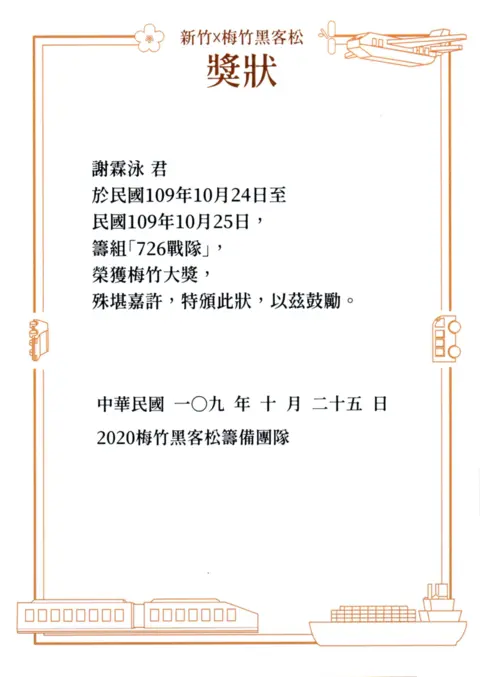 新竹x梅竹黑客松
獎狀
謝霖泳 君
於民國109年10月24日至
民國109年10月25日，
籌組「726戰隊」，
榮獲梅竹大獎，
殊堪嘉許，特頒此狀，以茲鼓勵。
中華民國 一〇九 年 十 月 二十五 日
2020梅竹黑客松籌備團隊